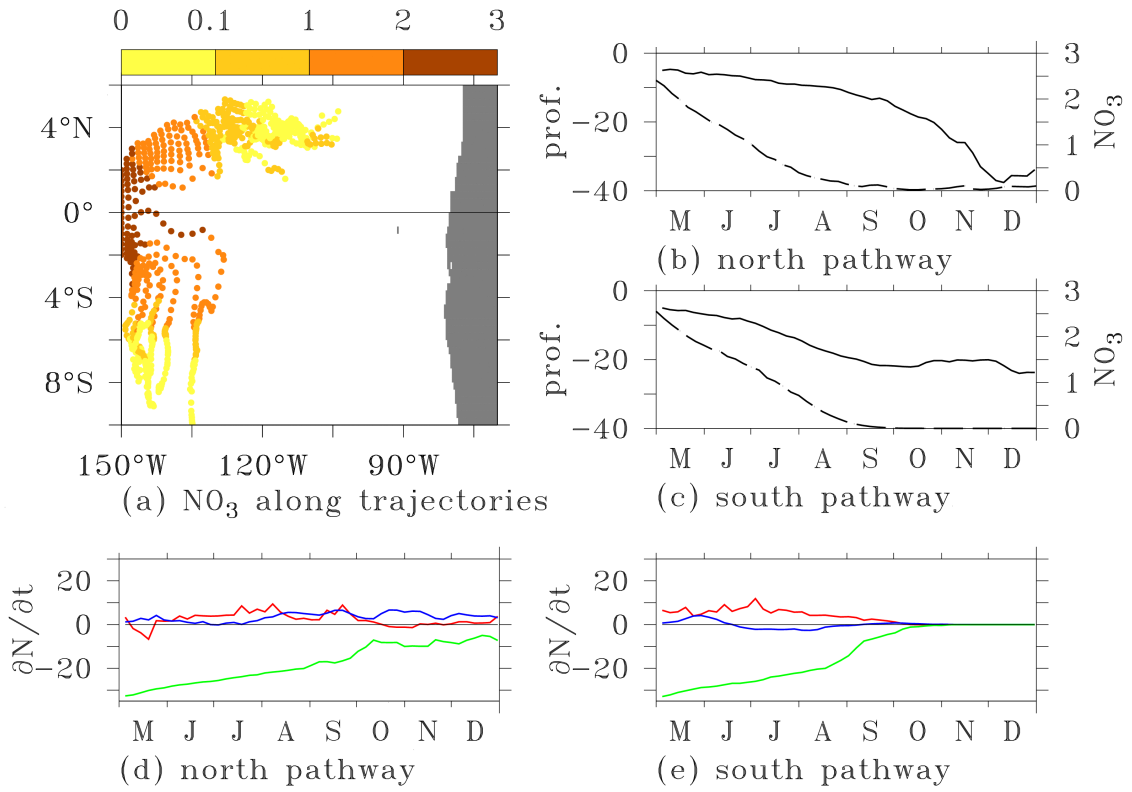 0 0.1 1 2 3
4°N
0°
4°S
8°S
150°W 120°W 90°W
(a) NO3 along trajectories
0
−20
−40
prof.
3
2
1
0
NO3
M J J A S O N D
(b) north pathway
0
−20
−40
prof.
3
2
1
0
NO3
M J J A S O N D
(c) south pathway
20
0
−20
∂N/∂t
M J J A S O N D
(d) north pathway
20
0
−20
∂N/∂t
M J J A S O N D
(e) south pathway